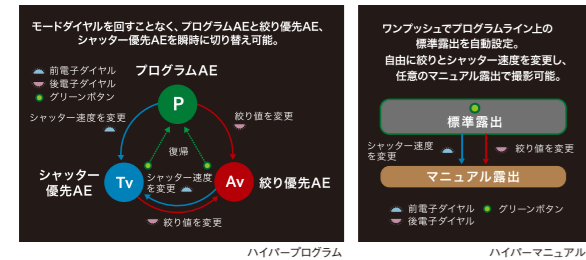 モードダイヤルを回すことなく、プログラムAEと絞り優先AE、
シャッター優先AEを瞬時に切り替え可能。
前電子ダイヤル
後電子ダイヤル
グリーンボタン
プログラムAE
P
シャッター速度を変更
絞り値を変更
復帰
シャッター
優先AE
Tv
シャッター速度
を変更
Av
絞り優先AE
絞り値を変更
ハイパープログラム
ワンプッシュでプログラムライン上の
標準露出を自動設定。
自由に絞りとシャッター速度を変更し、
任意のマニュアル露出で撮影可能。
標準露出
シャッター速度
を変更
絞り値を変更
マニュアル露出
前電子ダイヤル
グリーンボタン
後電子ダイヤル
ハイパーマニュアル